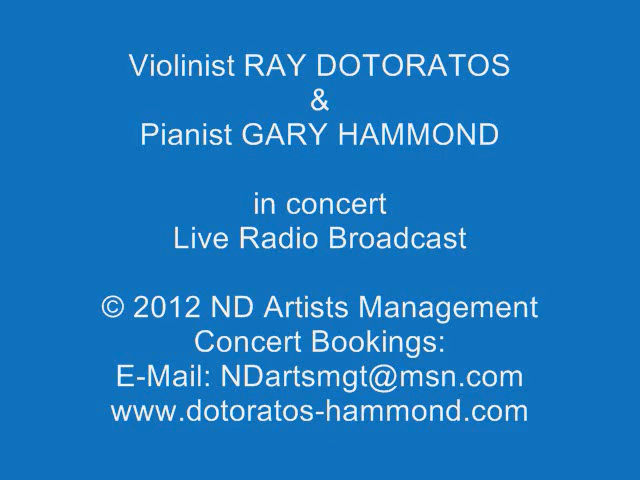 Violinist RAY DOTORATOS
&
Pianist GARY HAMMOND
in concert
Live Radio Broadcast
© 2012 ND Artists Management
Concert Bookings:
E-Mail: NDartsmgt@msn.com
www.dotoratos-hammond.com